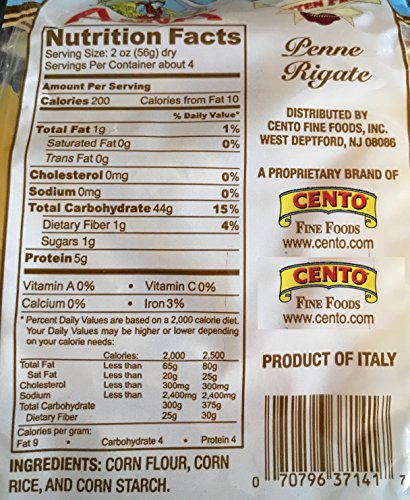 Nutrition Facts
Serving Size: 2 oz (56g) dry
Servings Per Container about 4
Amount Per Serving
Calories 200 Calories from Fat 10
% Daily Value*
Total Fat 1g 1%
Saturated Fat 0g 0%
Trans Fat 0g
Cholesterol 0mg 0%
Sodium 0mg 0%
Total Carbohydrate 44g 15%
Dietary Fiber 1g 4%
Sugars 1g
Protein 5g
Vitamin A 0% • Vitamin C 0%
Calcium 0% • Iron 3%
* Percent Daily Values are based on a 2,000 calorie diet.
Your Daily Values may be higher or lower depending
on your calorie needs:
Calories: 2,000 2,500
Total Fat Less than 65g 80g
Sat Fat Less than 20g 25g
Cholesterol Less than 300mg 300mg
Sodium Less than 2,400mg 2,400mg
Total Carbohydrate 300g 375g
Dietary Fiber 25g 30g
Calories per gram:
Fat 9 * Carbohydrate 4 * Protein 4
INGREDIENTS: CORN FLOUR, CORN
RICE, AND CORN STARCH.
Penne
Rigate
DISTRIBUTED BY
CENTO FINE FOODS, INC.
WEST DEPTFORD, NJ 08086
A PROPRIETARY BRAND OF
CENTO
FINE FOODS
www.cento.com
CENTO
FINE FOODS
www.cento.com
PRODUCT OF ITALY
0 70796 37141 7